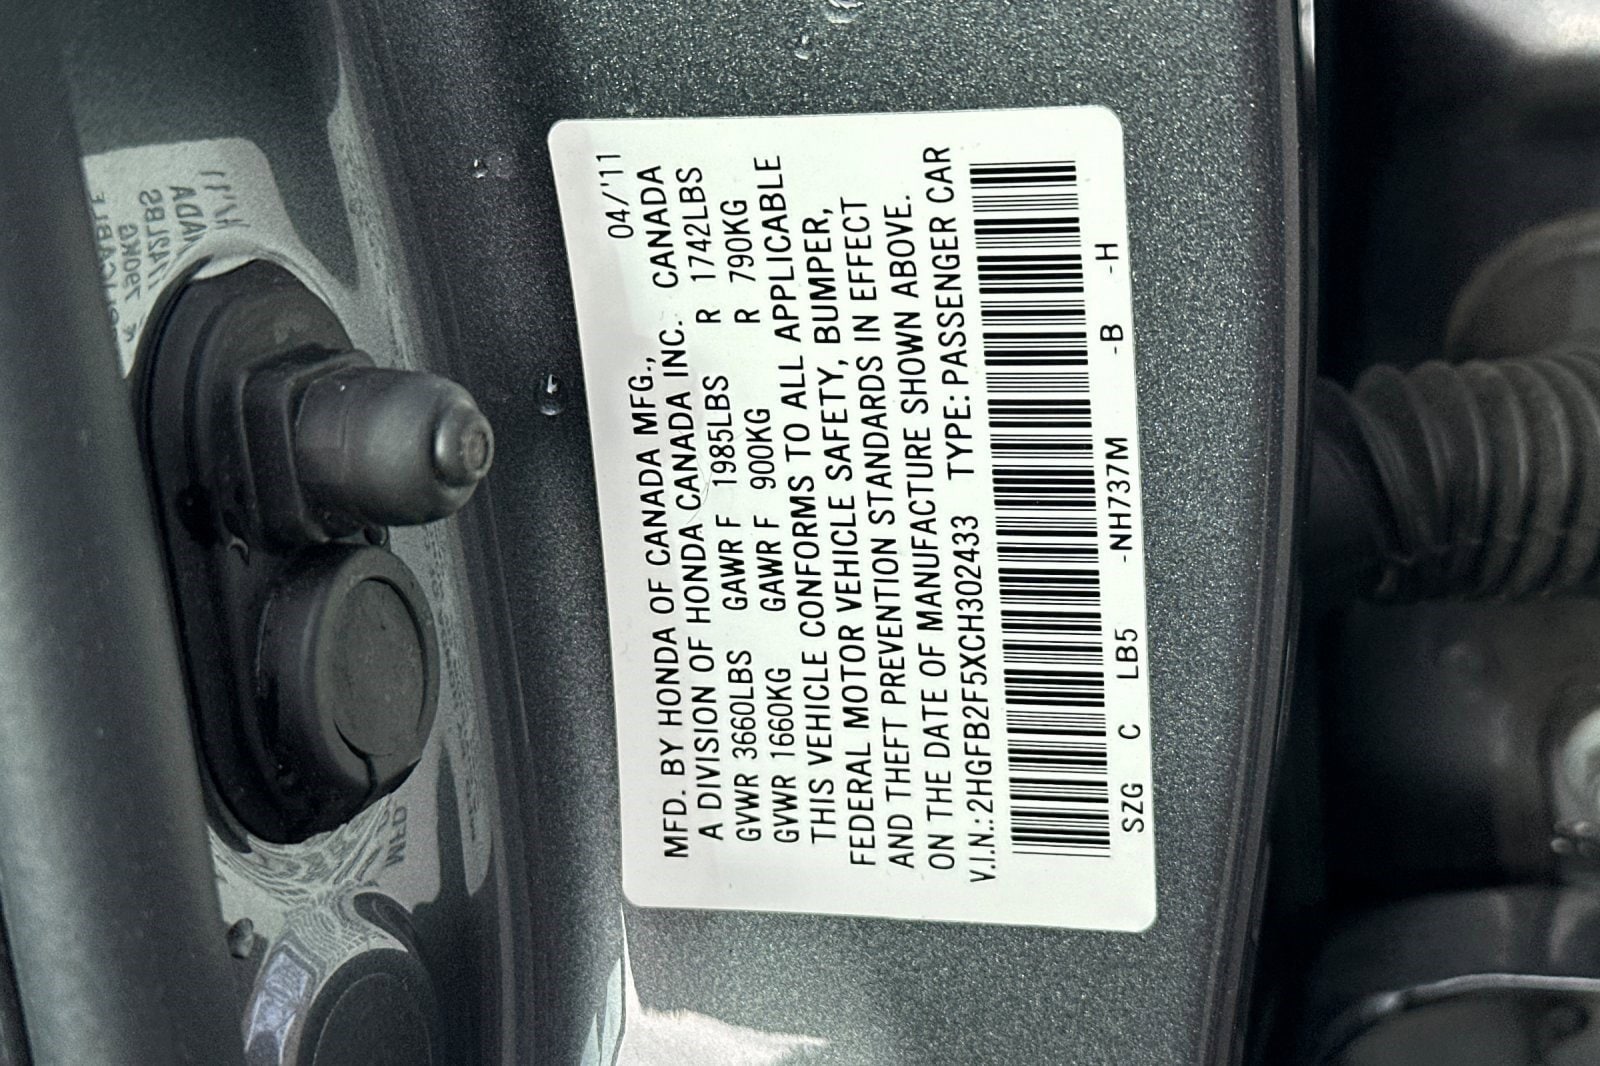 04/'11
MFD. BY HONDA OF CANADA MFG.,
A DIVISION OF HONDA CANADA INC. CANADA
GVWR 3660LBS GAWR F 1985LBS R 1742LBS
GVWR 1660KG GAWR F 900KG R 790KG
THIS VEHICLE CONFORMS TO ALL APPLICABLE
FEDERAL MOTOR VEHICLE SAFETY, BUMPER,
AND THEFT PREVENTION STANDARDS IN EFFECT
ON THE DATE OF MANUFACTURE SHOWN ABOVE.
V.I.N.:2HGFB2F5XCH302433 TYPE:PASSENGER CAR
SZG C LB5 -NH737M -B -H